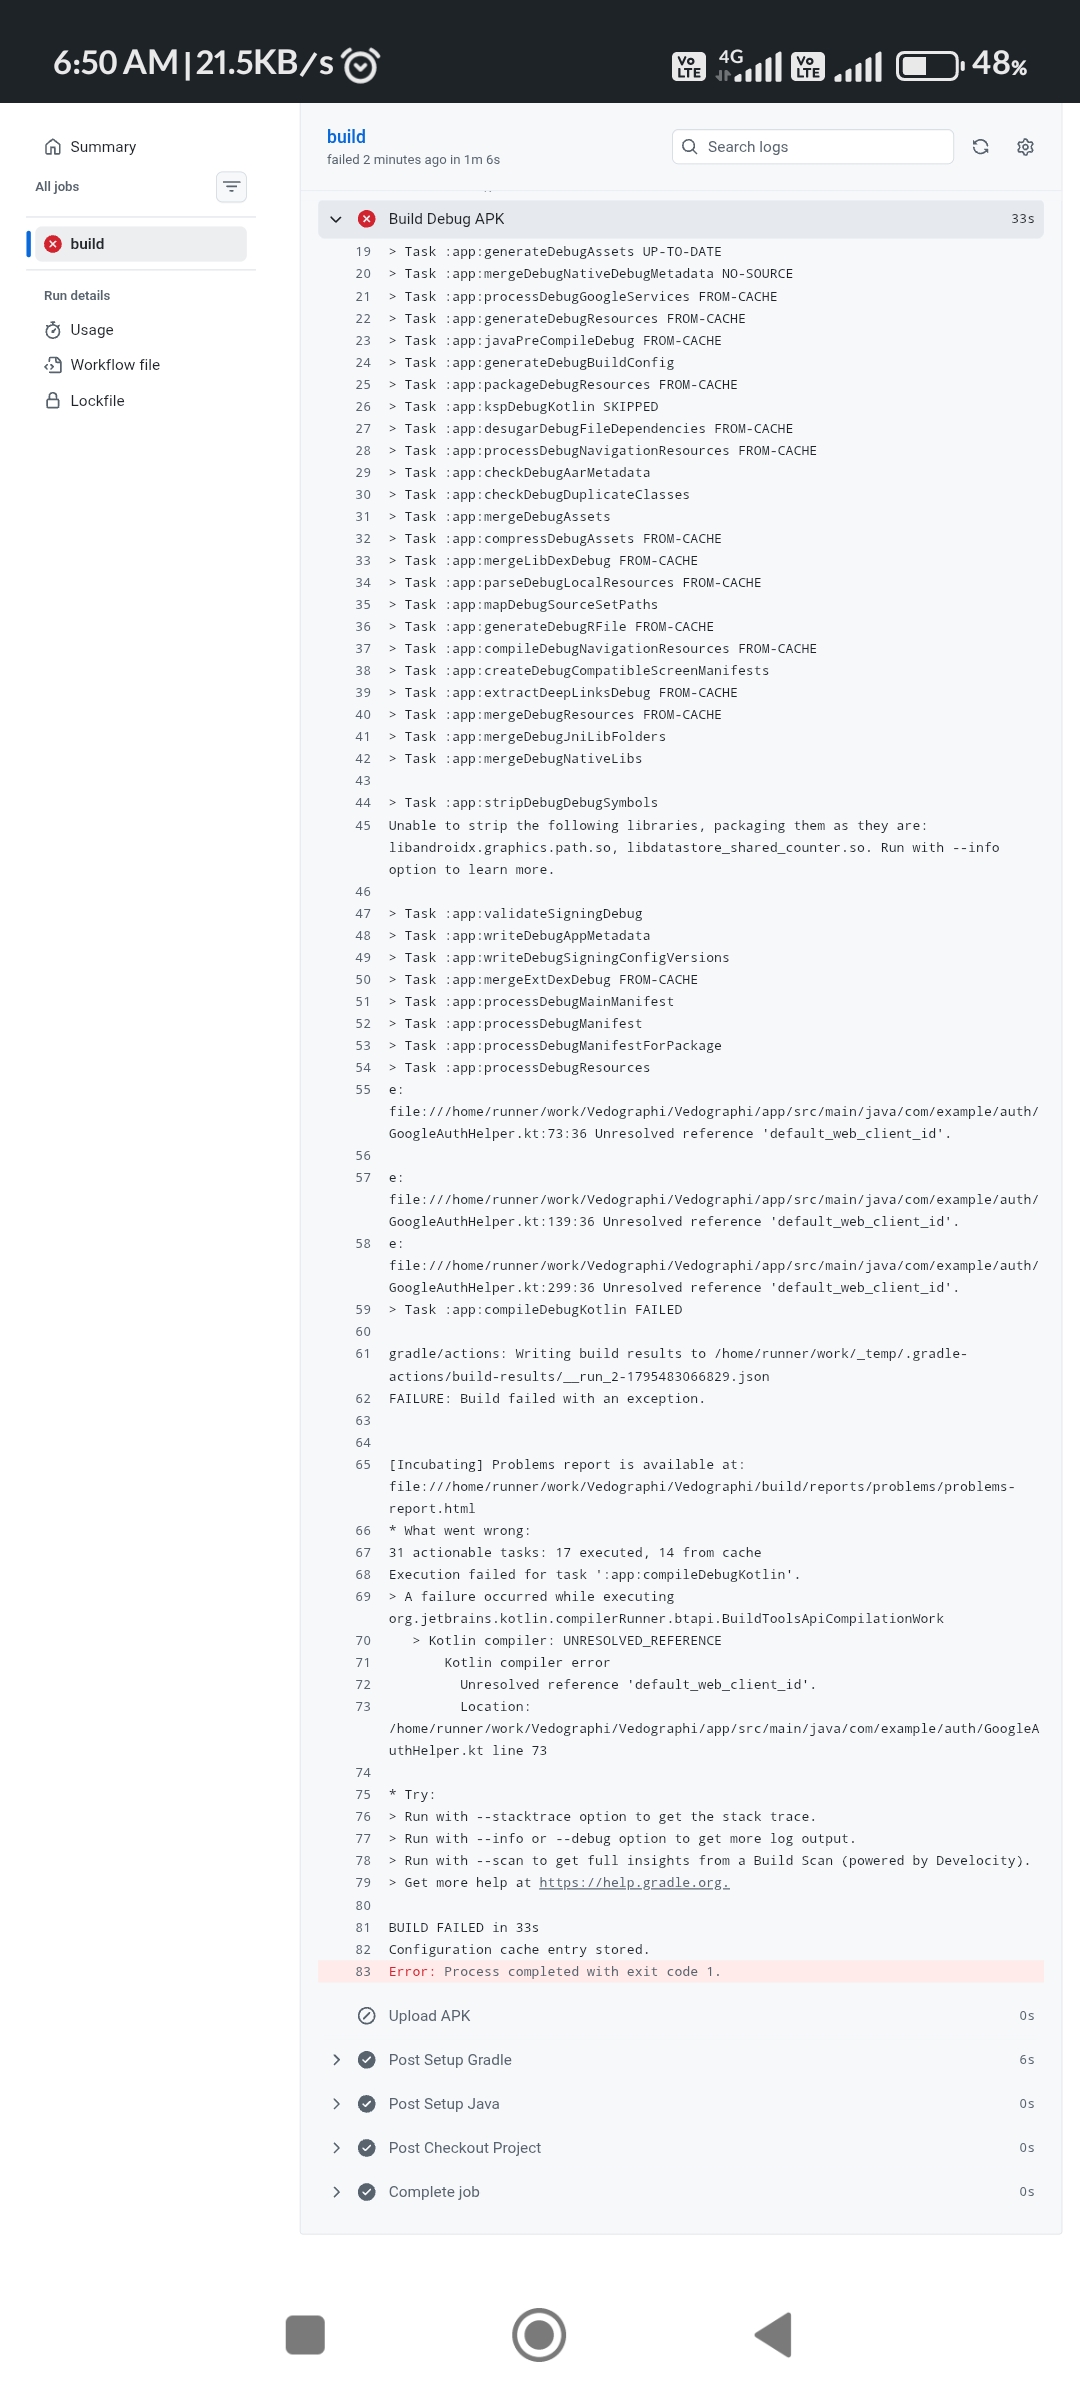 6:50 AM | 21.5KB/s
4G
Vo LTE
Vo LTE
48%
Summary
All jobs
build
Run details
Usage
Workflow file
Lockfile
build
failed 2 minutes ago in 1m 6s
Search logs
Build Debug APK 33s
19 > Task :app:generateDebugAssets UP-TO-DATE
20 > Task :app:mergeDebugNativeDebugMetadata NO-SOURCE
21 > Task :app:processDebugGoogleServices FROM-CACHE
22 > Task :app:generateDebugResources FROM-CACHE
23 > Task :app:javaPreCompileDebug FROM-CACHE
24 > Task :app:generateDebugBuildConfig
25 > Task :app:packageDebugResources FROM-CACHE
26 > Task :app:kspDebugKotlin SKIPPED
27 > Task :app:desugarDebugFileDependencies FROM-CACHE
28 > Task :app:processDebugNavigationResources FROM-CACHE
29 > Task :app:checkDebugAarMetadata
30 > Task :app:checkDebugDuplicateClasses
31 > Task :app:mergeDebugAssets
32 > Task :app:compressDebugAssets FROM-CACHE
33 > Task :app:mergeLibDexDebug FROM-CACHE
34 > Task :app:parseDebugLocalResources FROM-CACHE
35 > Task :app:mapDebugSourceSetPaths
36 > Task :app:generateDebugRFile FROM-CACHE
37 > Task :app:compileDebugNavigationResources FROM-CACHE
38 > Task :app:createDebugCompatibleScreenManifests
39 > Task :app:extractDeepLinksDebug FROM-CACHE
40 > Task :app:mergeDebugResources FROM-CACHE
41 > Task :app:mergeDebugJniLibFolders
42 > Task :app:mergeDebugNativeLibs
43
44 > Task :app:stripDebugDebugSymbols
45 Unable to strip the following libraries, packaging them as they are:
libandroidx.graphics.path.so, libdatastore_shared_counter.so. Run with --info
option to learn more.
46
47 > Task :app:validateSigningDebug
48 > Task :app:writeDebugAppMetadata
49 > Task :app:writeDebugSigningConfigVersions
50 > Task :app:mergeExtDexDebug FROM-CACHE
51 > Task :app:processDebugMainManifest
52 > Task :app:processDebugManifest
53 > Task :app:processDebugManifestForPackage
54 > Task :app:processDebugResources
55 e:
file:///home/runner/work/Vedographi/Vedographi/app/src/main/java/com/example/auth/
GoogleAuthHelper.kt:73:36 Unresolved reference 'default_web_client_id'.
56
57 e:
file:///home/runner/work/Vedographi/Vedographi/app/src/main/java/com/example/auth/
GoogleAuthHelper.kt:139:36 Unresolved reference 'default_web_client_id'.
58 e:
file:///home/runner/work/Vedographi/Vedographi/app/src/main/java/com/example/auth/
GoogleAuthHelper.kt:299:36 Unresolved reference 'default_web_client_id'.
59 > Task :app:compileDebugKotlin FAILED
60
61 gradle/actions: Writing build results to /home/runner/work/_temp/.gradle-
actions/build-results/__run_2-1795483066829.json
62 FAILURE: Build failed with an exception.
63
64
65 [Incubating] Problems report is available at:
file:///home/runner/work/Vedographi/Vedographi/build/reports/problems/problems-
report.html
66 * What went wrong:
67 31 actionable tasks: 17 executed, 14 from cache
68 Execution failed for task ':app:compileDebugKotlin'.
69 > A failure occurred while executing
org.jetbrains.kotlin.compilerRunner.btapi.BuildToolsApiCompilationWork
70 > Kotlin compiler: UNRESOLVED_REFERENCE
71 Kotlin compiler error
72 Unresolved reference 'default_web_client_id'.
73 Location:
/home/runner/work/Vedographi/Vedographi/app/src/main/java/com/example/auth/GoogleA
uthHelper.kt line 73
74
75 * Try:
76 > Run with --stacktrace option to get the stack trace.
77 > Run with --info or --debug option to get more log output.
78 > Run with --scan to get full insights from a Build Scan (powered by Develocity).
79 > Get more help at https://help.gradle.org.
80
81 BUILD FAILED in 33s
82 Configuration cache entry stored.
83 Error: Process completed with exit code 1.
Upload APK 0s
Post Setup Gradle 6s
Post Setup Java 0s
Post Checkout Project 0s
Complete job 0s